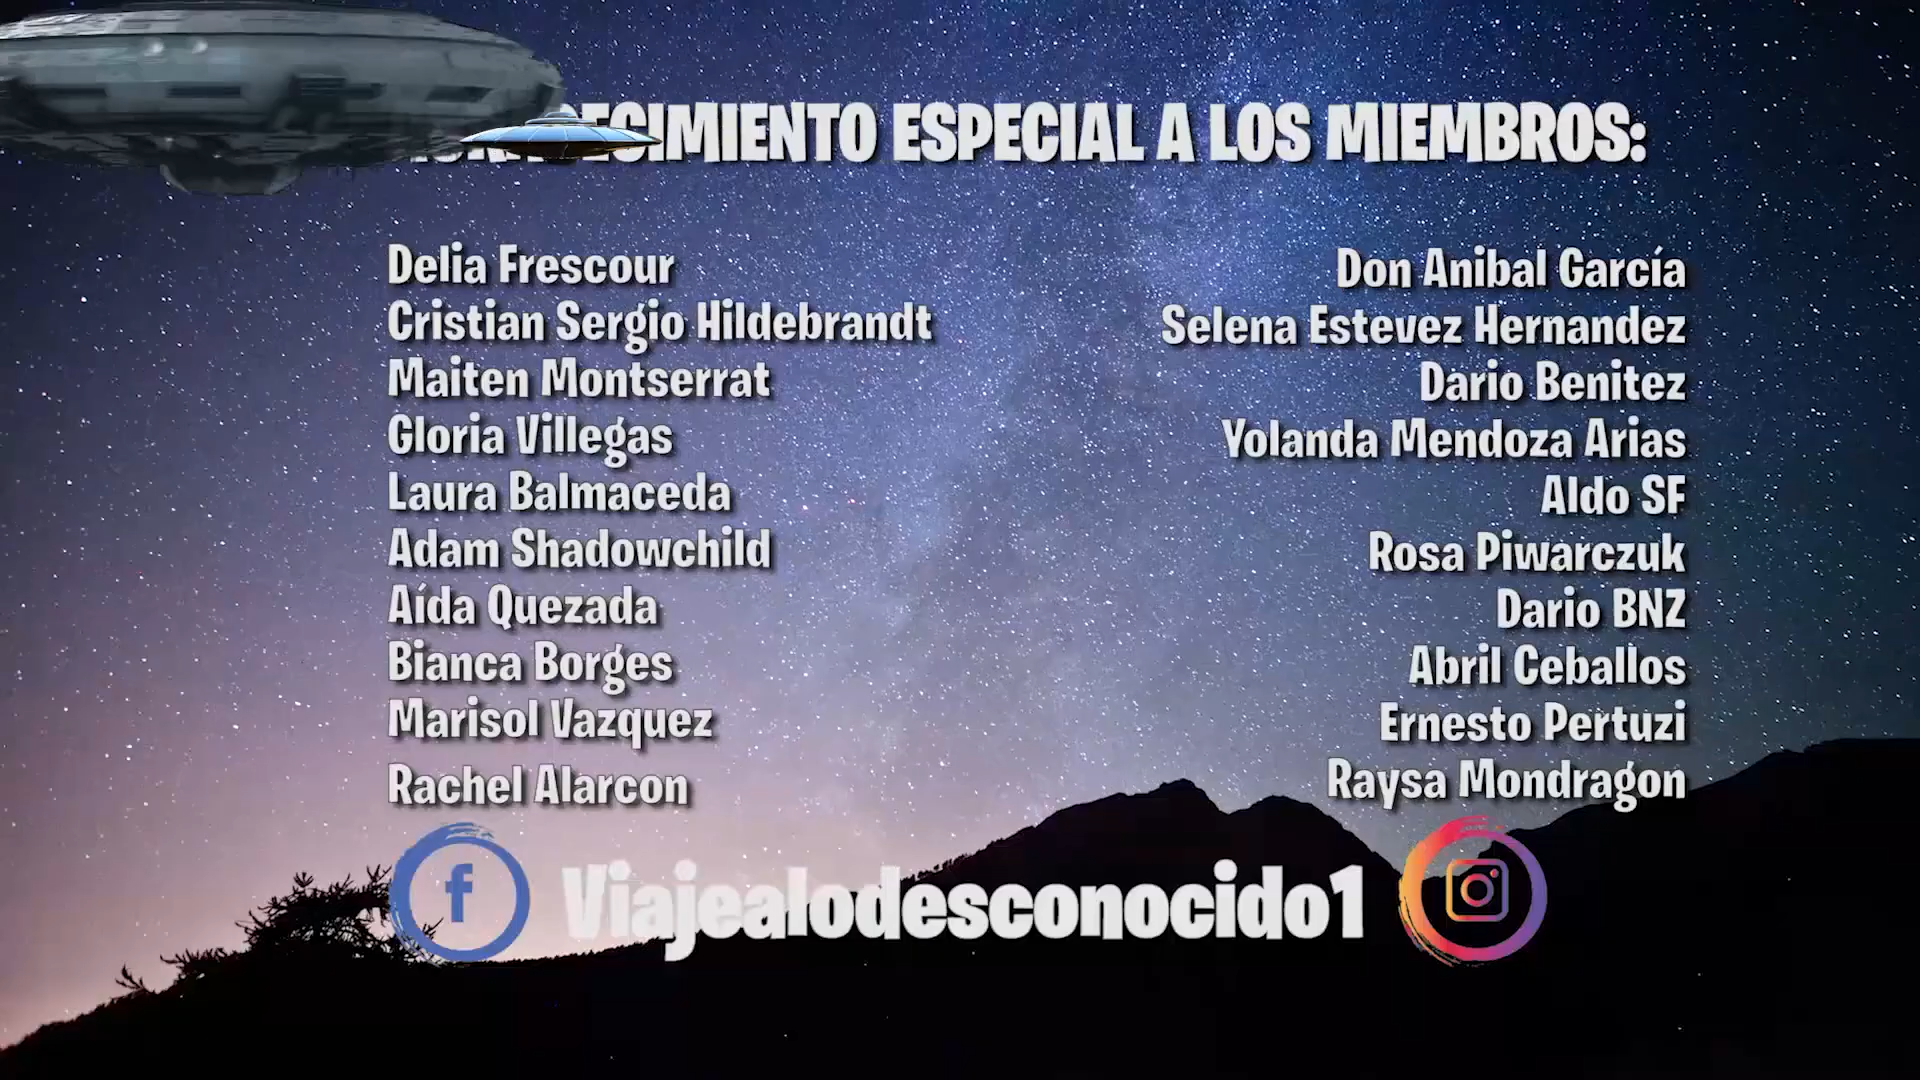 ESPECIAL A LOS MIEMBROS:
Delia Frescour
Cristian Sergio Hildebrandt
Maiten Montserrat
Gloria Villegas
Laura Balmaceda
Adam Shadowchild
Aída Quezada
Bianca Borges
Marisol Vazquez
Rachel Alarcon
Don Anibal García
Selena Estevez Hernandez
Dario Benitez
Yolanda Mendoza Arias
Aldo SF
Rosa Piwarczuk
Dario BNZ
Abril Ceballos
Ernesto Pertuzi
Raysa Mondragon
Viajealodesconocido1